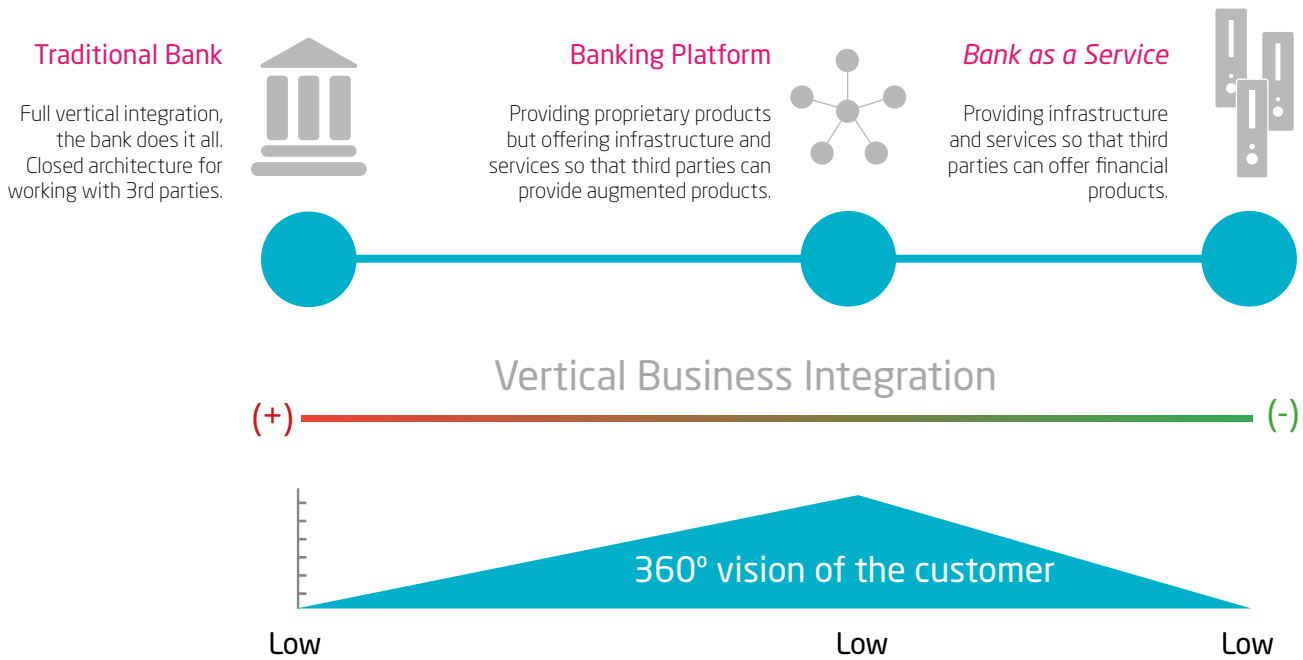 Traditional Bank
Full vertical integration,
the bank does it all.
Closed architecture for
working with 3rd parties.
Banking Platform
Providing proprietary products
but offering infrastructure and
services so that third parties can
provide augmented products.
Bank as a Service
Providing infrastructure
and services so that third
parties can offer financial
products.
Vertical Business Integration
(+)
(-)
360º vision of the customer
Low
Low
Low